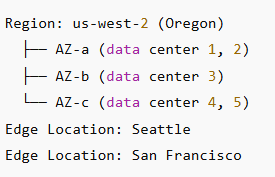 Region: us-west-2 (Oregon)
├── AZ-a (data center 1, 2)
├── AZ-b (data center 3)
└── AZ-c (data center 4, 5)
Edge Location: Seattle
Edge Location: San Francisco